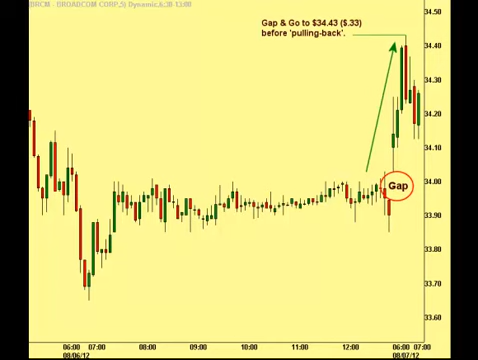 (BRCM - BROADCOM CORP,5) Dynamic,
Gap & Go to $34.43 ($.33)
before 'pulling-back'.
34.50
34.40
34.30
34.20
34.10
34.00
Gap
33.90
33.80
33.70
33.60
06:00 07:00 08:00 09:00 10:00 11:00 12:00 06:00 07:00
08/06/12 08/07/12